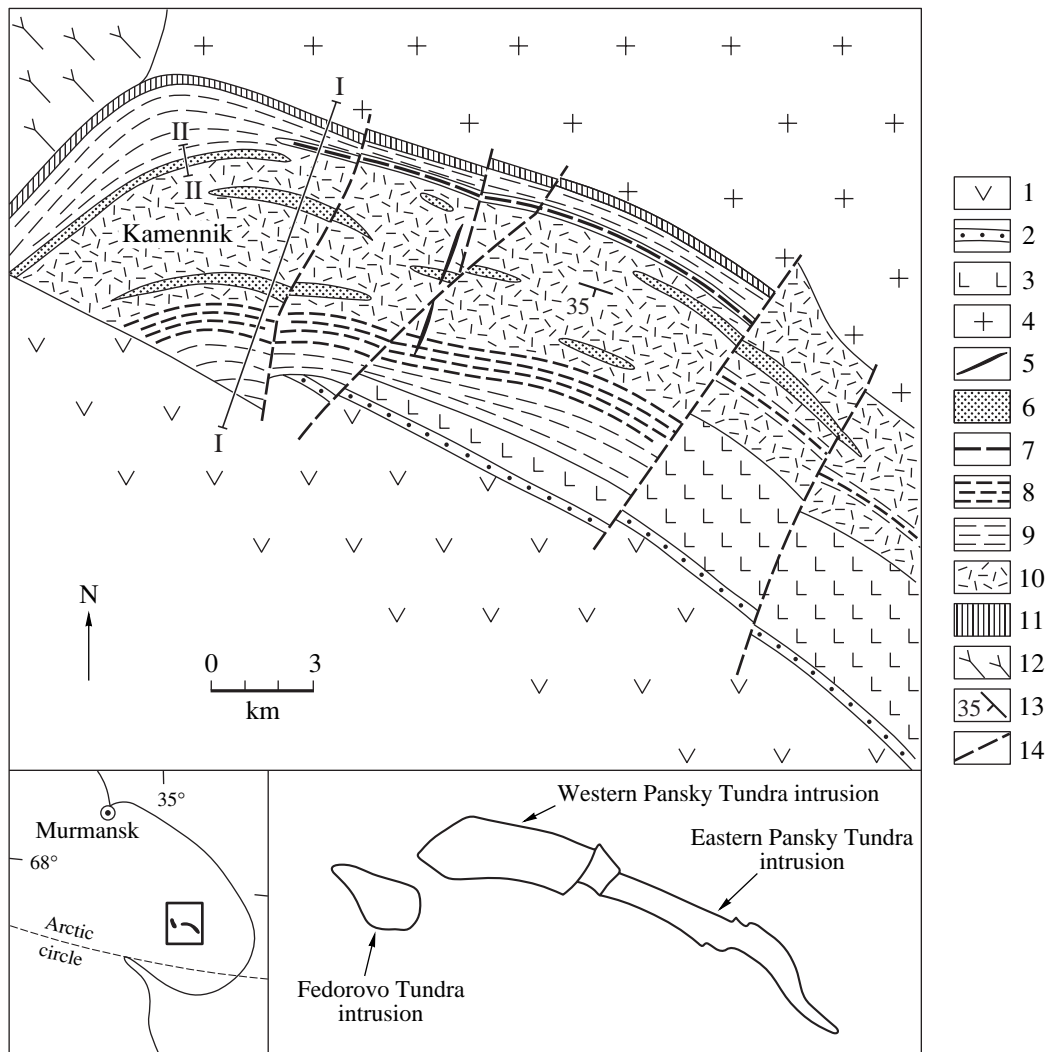 I
II
II
Kamennik
35
I
N
0 3
km
1
2
3
4
5
6
7
8
9
10
11
12
35 13
14
35°
Murmansk
68°
Arctic
circle
Western Pansky Tundra intrusion
Eastern Pansky Tundra
intrusion
Fedorovo Tundra
intrusion